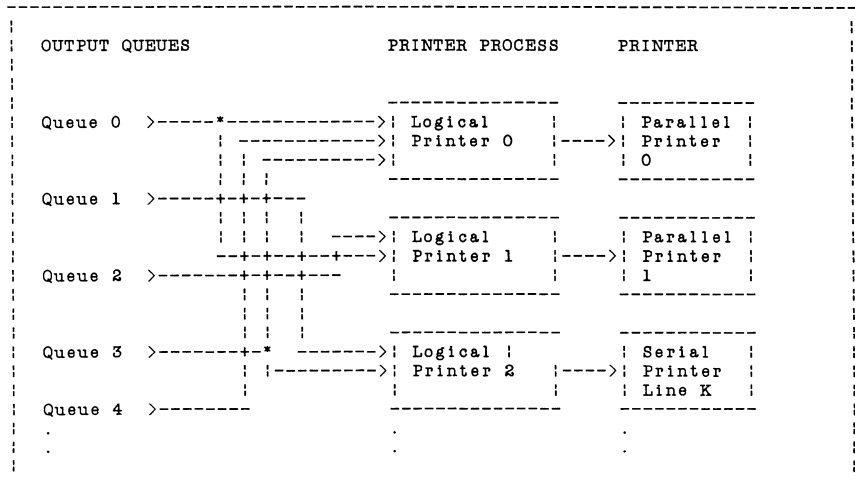 OUTPUT QUEUES PRINTER PROCESS PRINTER
Queue 0 >-----*------------->| Logical | | Parallel |
| ------------>| Printer 0 |---->| Printer |
| | ---------->| | | 0 |
Queue 1 >------+-+-+---
| | | | ---->| Logical | | Parallel |
--+-+--+--+--->| Printer 1 |---->| Printer |
Queue 2 >--------+-+--+--- | | | 1 |
Queue 3 >--------+-* ------->| Logical | | Serial |
| |--------->| Printer 2 |---->| Printer |
| | | | Line K |
Queue 4 >---------
. . .
. . .